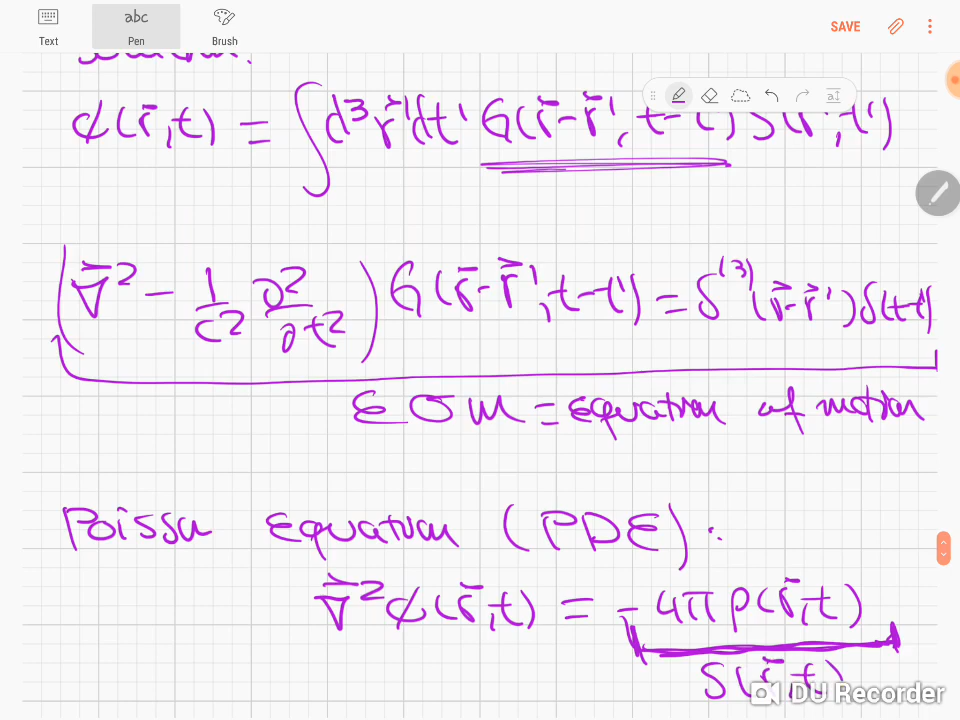 Text
abc
Pen
Brush
SAVE
ϕ(r̄,t) = ∫d³r̄'dt' G(r̄-r̄', t-t') S(r̄',t')
(∇̄² - 1/c² ∂²/∂t²) G(r̄-r̄', t-t') = δ⁽³⁾(r̄-r̄')δ(t-t')
EOM = Equation of motion
Poisson Equation (PDE):
∇̄²ϕ(r̄,t) = -4πρ(r̄,t)
S(r̄,t)
DU Recorder